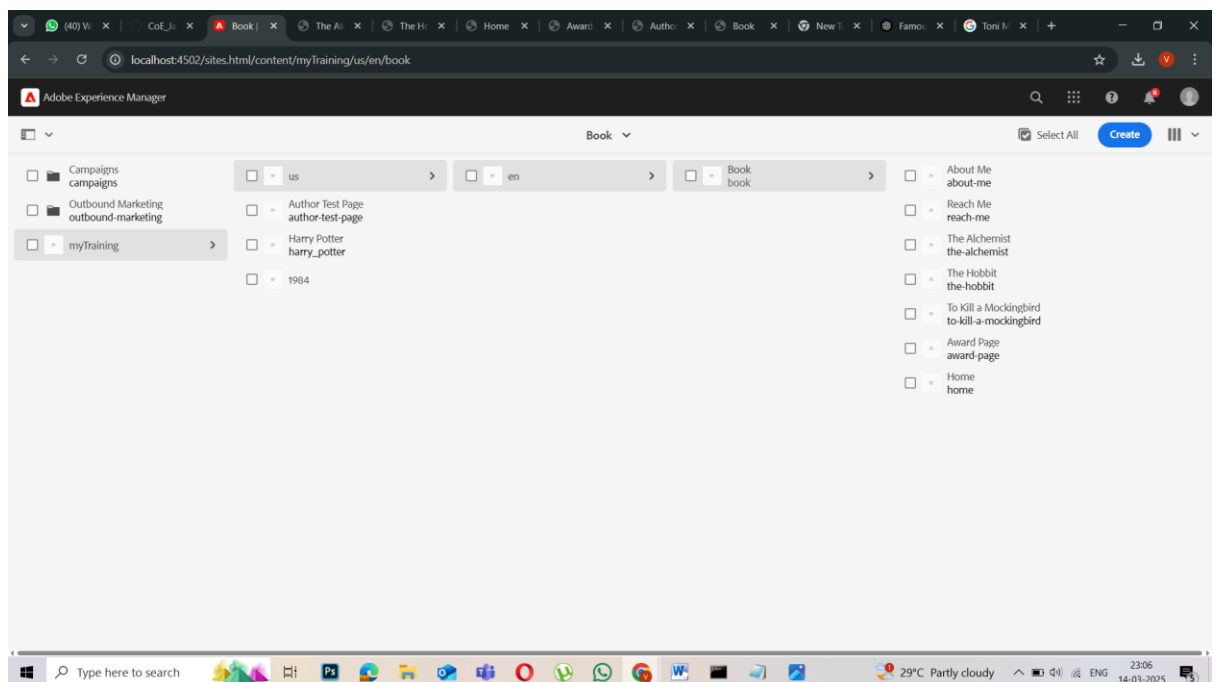 (40) W
CoE_Ja
Book |
The Al
The Ho
Home
Award
Author
Book
New Ta
Famou
Toni M
localhost:4502/sites.html/content/myTraining/us/en/book
Adobe Experience Manager
Book
Select All
Create
Campaigns
campaigns
Outbound Marketing
outbound-marketing
myTraining
us
Author Test Page
author-test-page
Harry Potter
harry_potter
1984
en
Book
book
About Me
about-me
Reach Me
reach-me
The Alchemist
the-alchemist
The Hobbit
the-hobbit
To Kill a Mockingbird
to-kill-a-mockingbird
Award Page
award-page
Home
home
Type here to search
29°C Partly cloudy
ENG
23:06
14-03-2025